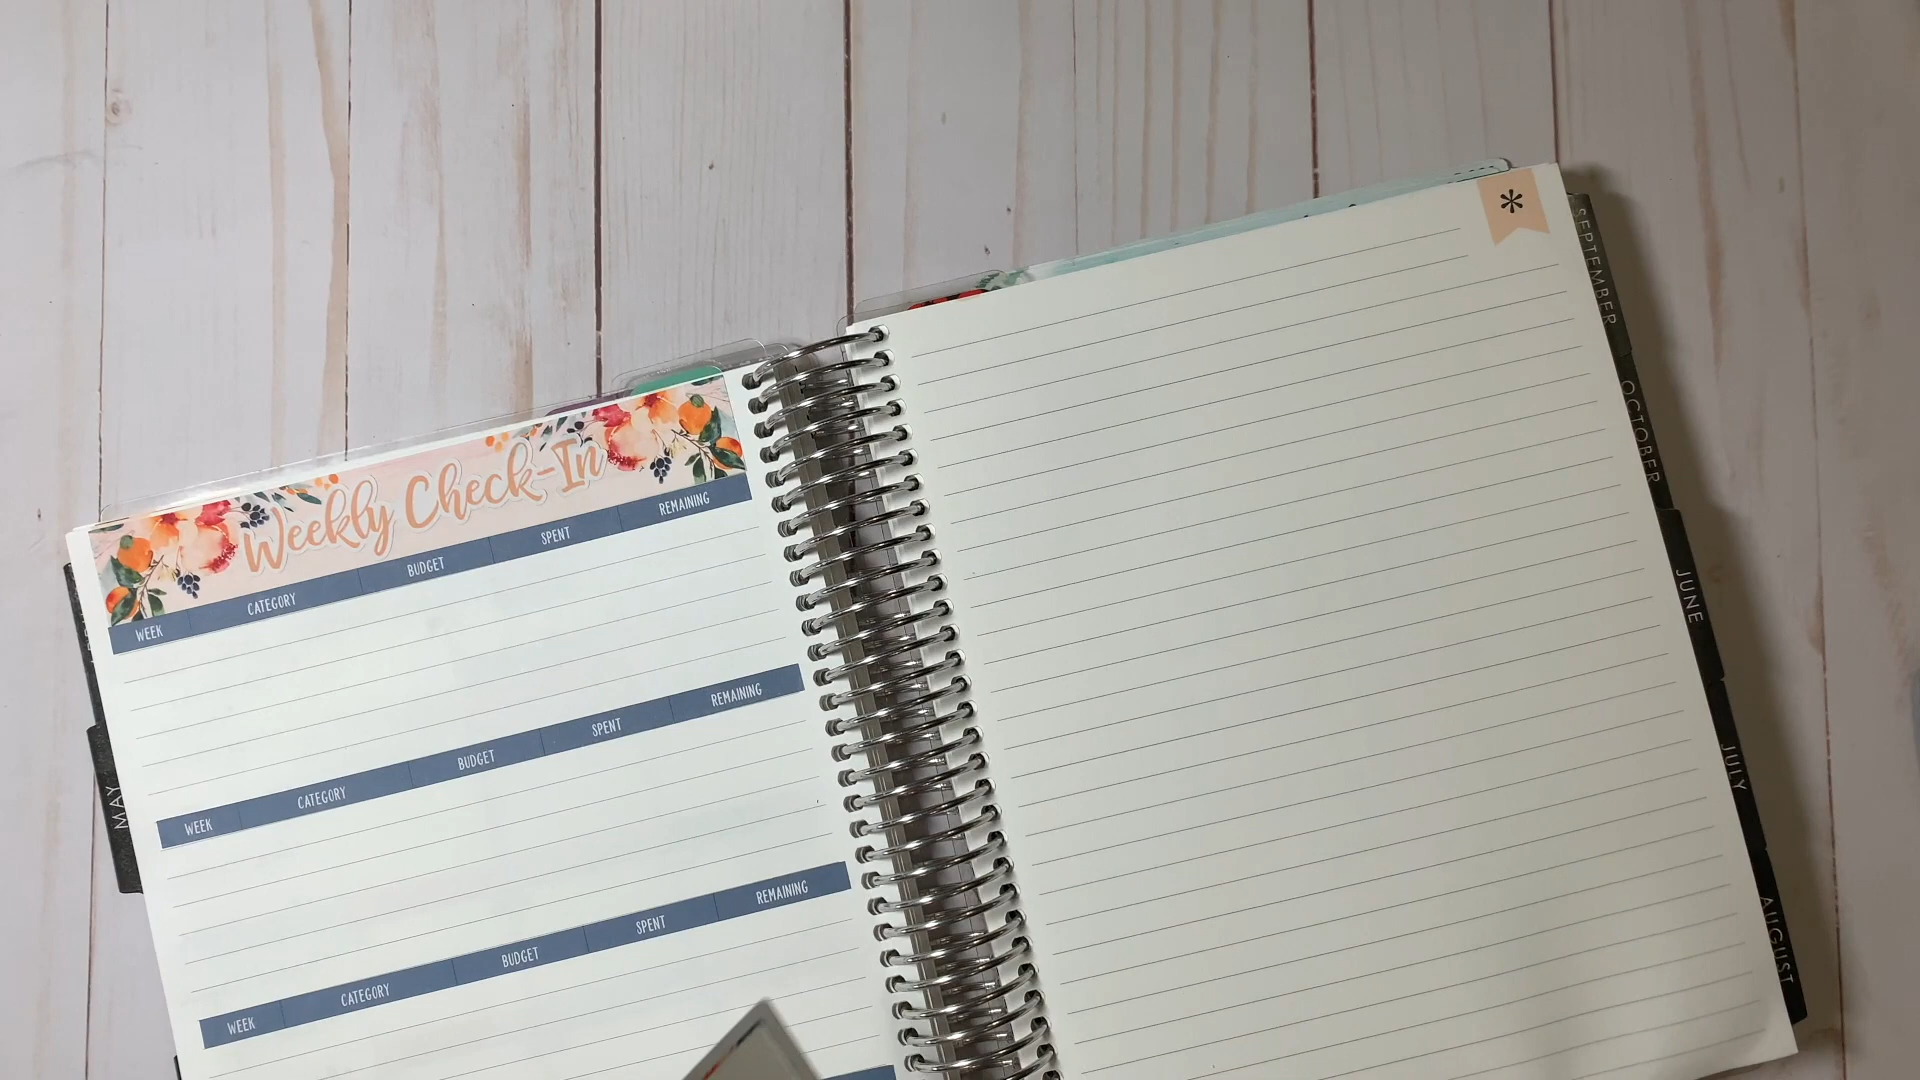 Weekly Check-In
WEEK CATEGORY BUDGET SPENT REMAINING
WEEK CATEGORY BUDGET SPENT REMAINING
WEEK CATEGORY BUDGET SPENT REMAINING
MAY
*
SEPTEMBER
OCTOBER
JUNE
JULY
AUGUST